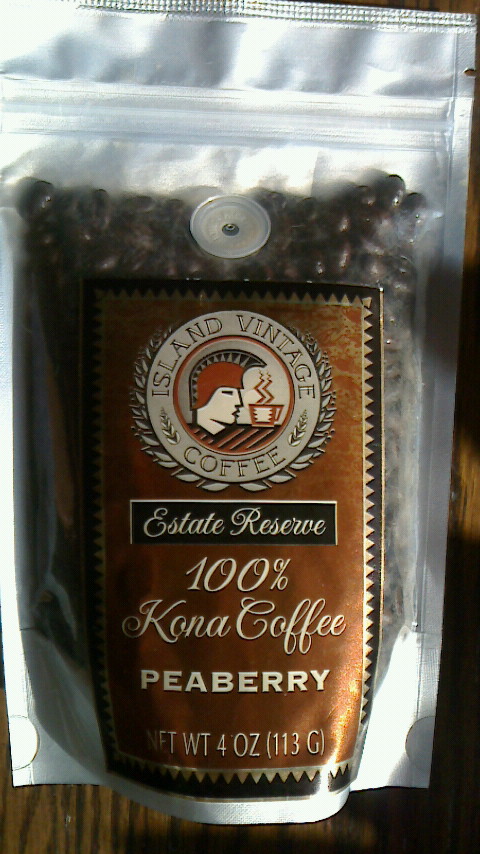 ISLAND VINTAGE
COFFEE
Estate Reserve
100%
Kona Coffee
PEABERRY
NET WT 4 OZ (113 G)